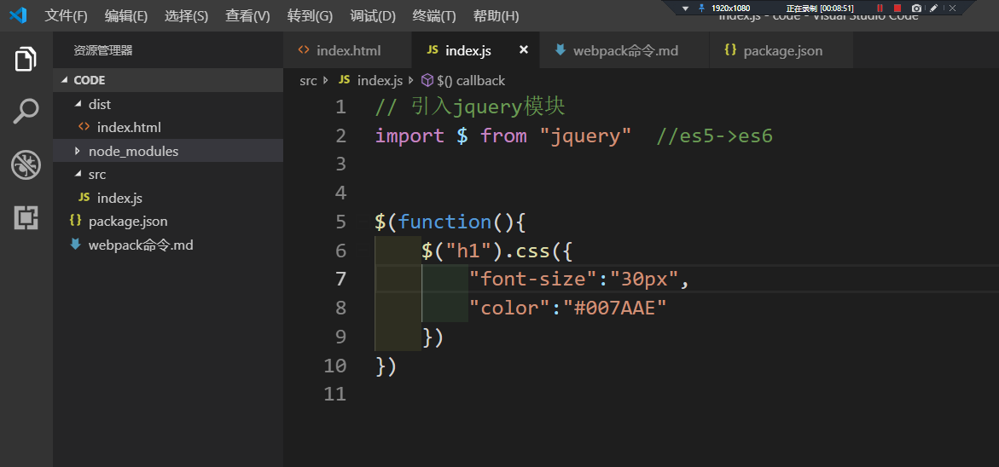 文件(F) 编辑(E) 选择(S) 查看(V) 转到(G) 调试(D) 终端(T) 帮助(H)
1920x1080 正在录制 [00:08:51]
index.js - code - Visual Studio Code
资源管理器
CODE
dist
index.html
node_modules
src
JS index.js
{} package.json
webpack命令.md
<> index.html JS index.js × webpack命令.md {} package.json
src JS index.js $() callback
1 // 引入jquery模块
2 import $ from "jquery" //es5->es6
3
4
5 $(function(){
6 $("h1").css({
7 "font-size":"30px",
8 "color":"#007AAE"
9 })
10 })
11